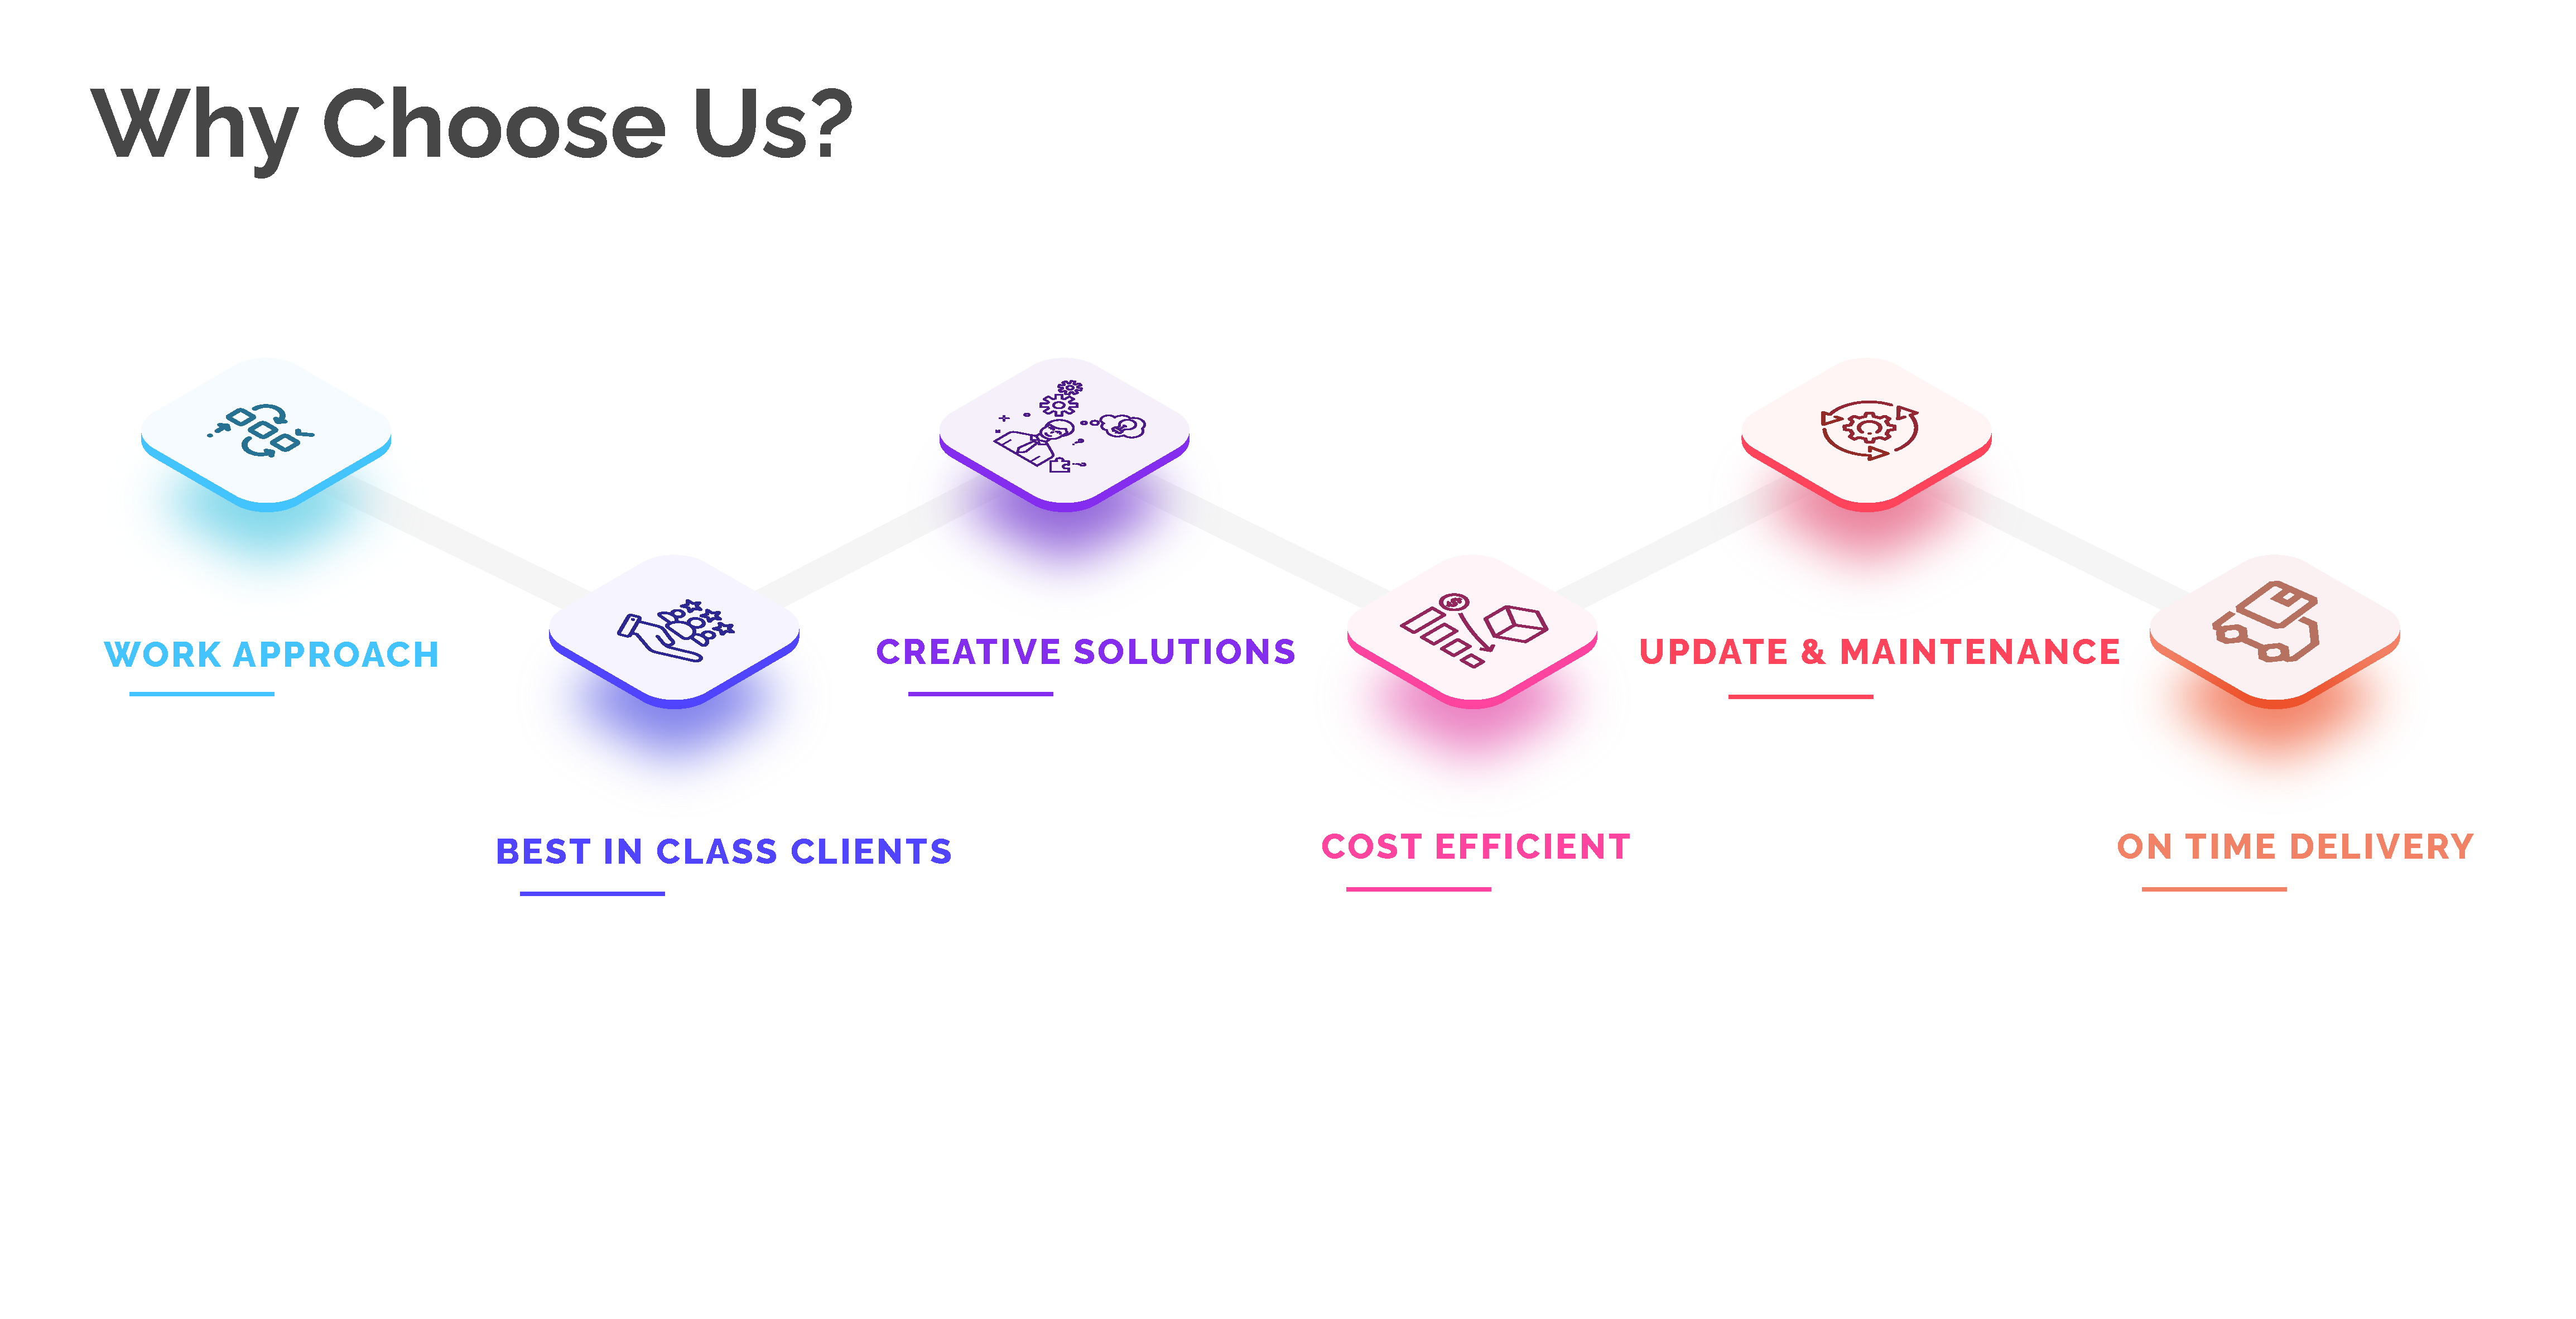 Why Choose Us?
WORK APPROACH
BEST IN CLASS CLIENTS
CREATIVE SOLUTIONS
COST EFFICIENT
UPDATE & MAINTENANCE
ON TIME DELIVERY